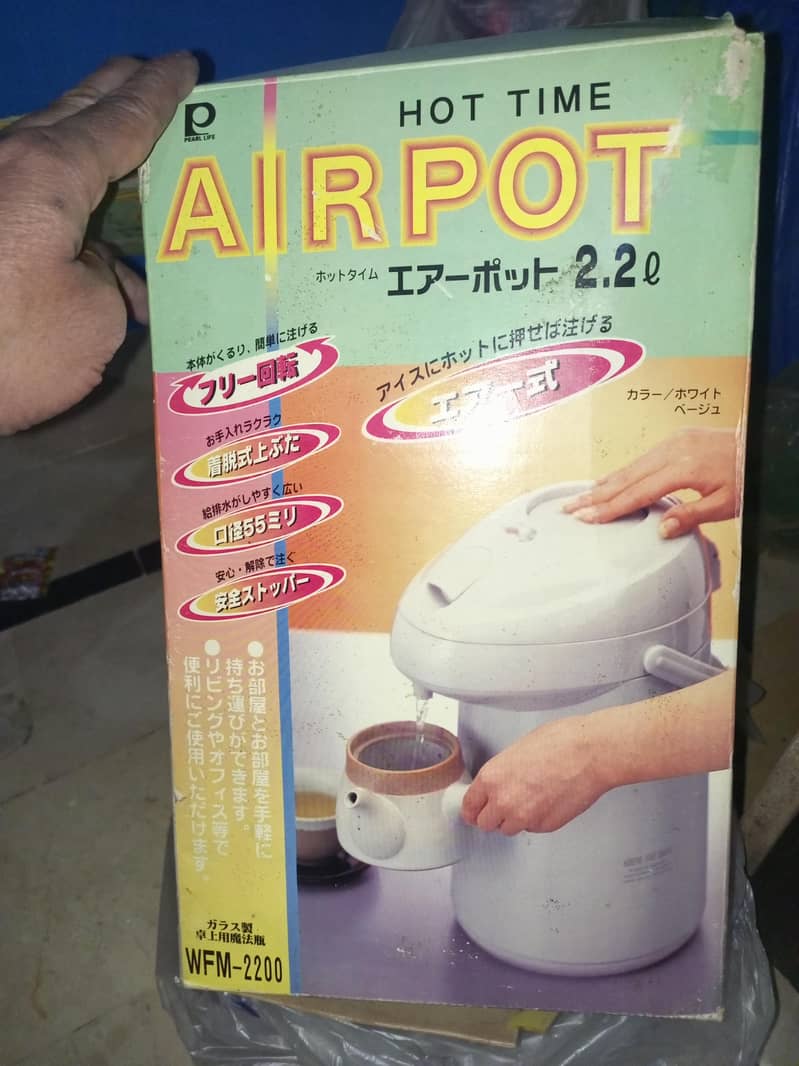 PEARL LIFE
HOT TIME
AIRPOT
ホットタイム エアーポット 2.2ℓ
本体がくるり、簡単に注げる
フリー回転
お手入れラクラク
着脱式上ぶた
給排水がしやすく広い
口径55ミリ
安心・解除で注ぐ
安全ストッパー
アイスにホットに押せば注げる
エアー式
カラー／ホワイト
ベージュ
●お部屋とお部屋を手軽に
持ち運びができます。
●リビングやオフィス等で
便利にご使用いただけます。
ガラス製
卓上用魔法瓶
WFM-2200